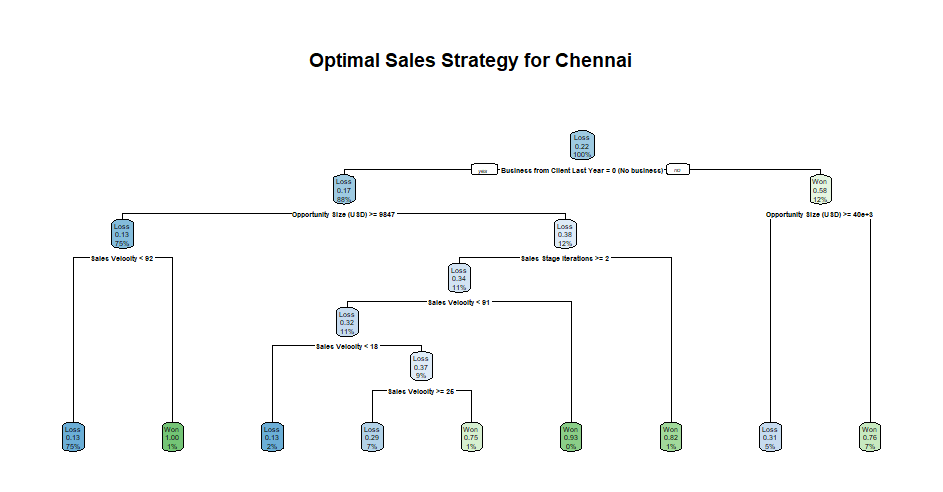 Optimal Sales Strategy for Chennai
Loss
0.22
100%
yes
Business from Client Last Year = 0 (No business)
no
Loss
0.17
88%
Won
0.58
12%
Opportunity Size (USD) >= 9847
Opportunity Size (USD) >= 40e+3
Loss
0.13
75%
Loss
0.38
12%
Sales Velocity < 92
Sales Stage Iterations >= 2
Loss
0.34
11%
Sales Velocity < 91
Loss
0.32
11%
Sales Velocity < 18
Loss
0.37
9%
Sales Velocity >= 25
Loss
0.13
75%
Won
1.00
1%
Loss
0.13
2%
Loss
0.29
7%
Won
0.75
1%
Won
0.93
0%
Won
0.82
1%
Loss
0.31
5%
Won
0.76
7%